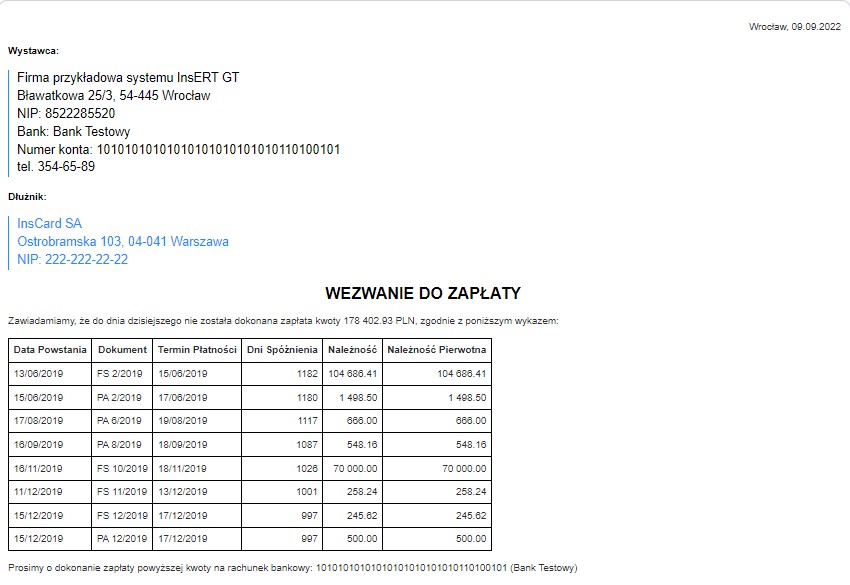 Wrocław, 09.09.2022
Wystawca:
Firma przykładowa systemu InsERT GT
Bławatkowa 25/3, 54-445 Wrocław
NIP: 8522285520
Bank: Bank Testowy
Numer konta: 10101010101010101010101010110100101
tel. 354-65-89
Dłużnik:
InsCard SA
Ostrobramska 103, 04-041 Warszawa
NIP: 222-222-22-22
WEZWANIE DO ZAPŁATY
Zawiadamiamy, że do dnia dzisiejszego nie została dokonana zapłata kwoty 178 402.93 PLN, zgodnie z poniższym wykazem:
Data Powstania Dokument Termin Płatności Dni Spóźnienia Należność Należność Pierwotna
13/06/2019 FS 2/2019 15/06/2019 1182 104 686.41 104 686.41
15/06/2019 PA 2/2019 17/06/2019 1180 1 498.50 1 498.50
17/08/2019 PA 6/2019 19/08/2019 1117 666.00 666.00
16/09/2019 PA 8/2019 18/09/2019 1087 548.16 548.16
16/11/2019 FS 10/2019 18/11/2019 1026 70 000.00 70 000.00
11/12/2019 FS 11/2019 13/12/2019 1001 258.24 258.24
15/12/2019 FS 12/2019 17/12/2019 997 245.62 245.62
15/12/2019 PA 12/2019 17/12/2019 997 500.00 500.00
Prosimy o dokonanie zapłaty powyższej kwoty na rachunek bankowy: 10101010101010101010101010110100101 (Bank Testowy)